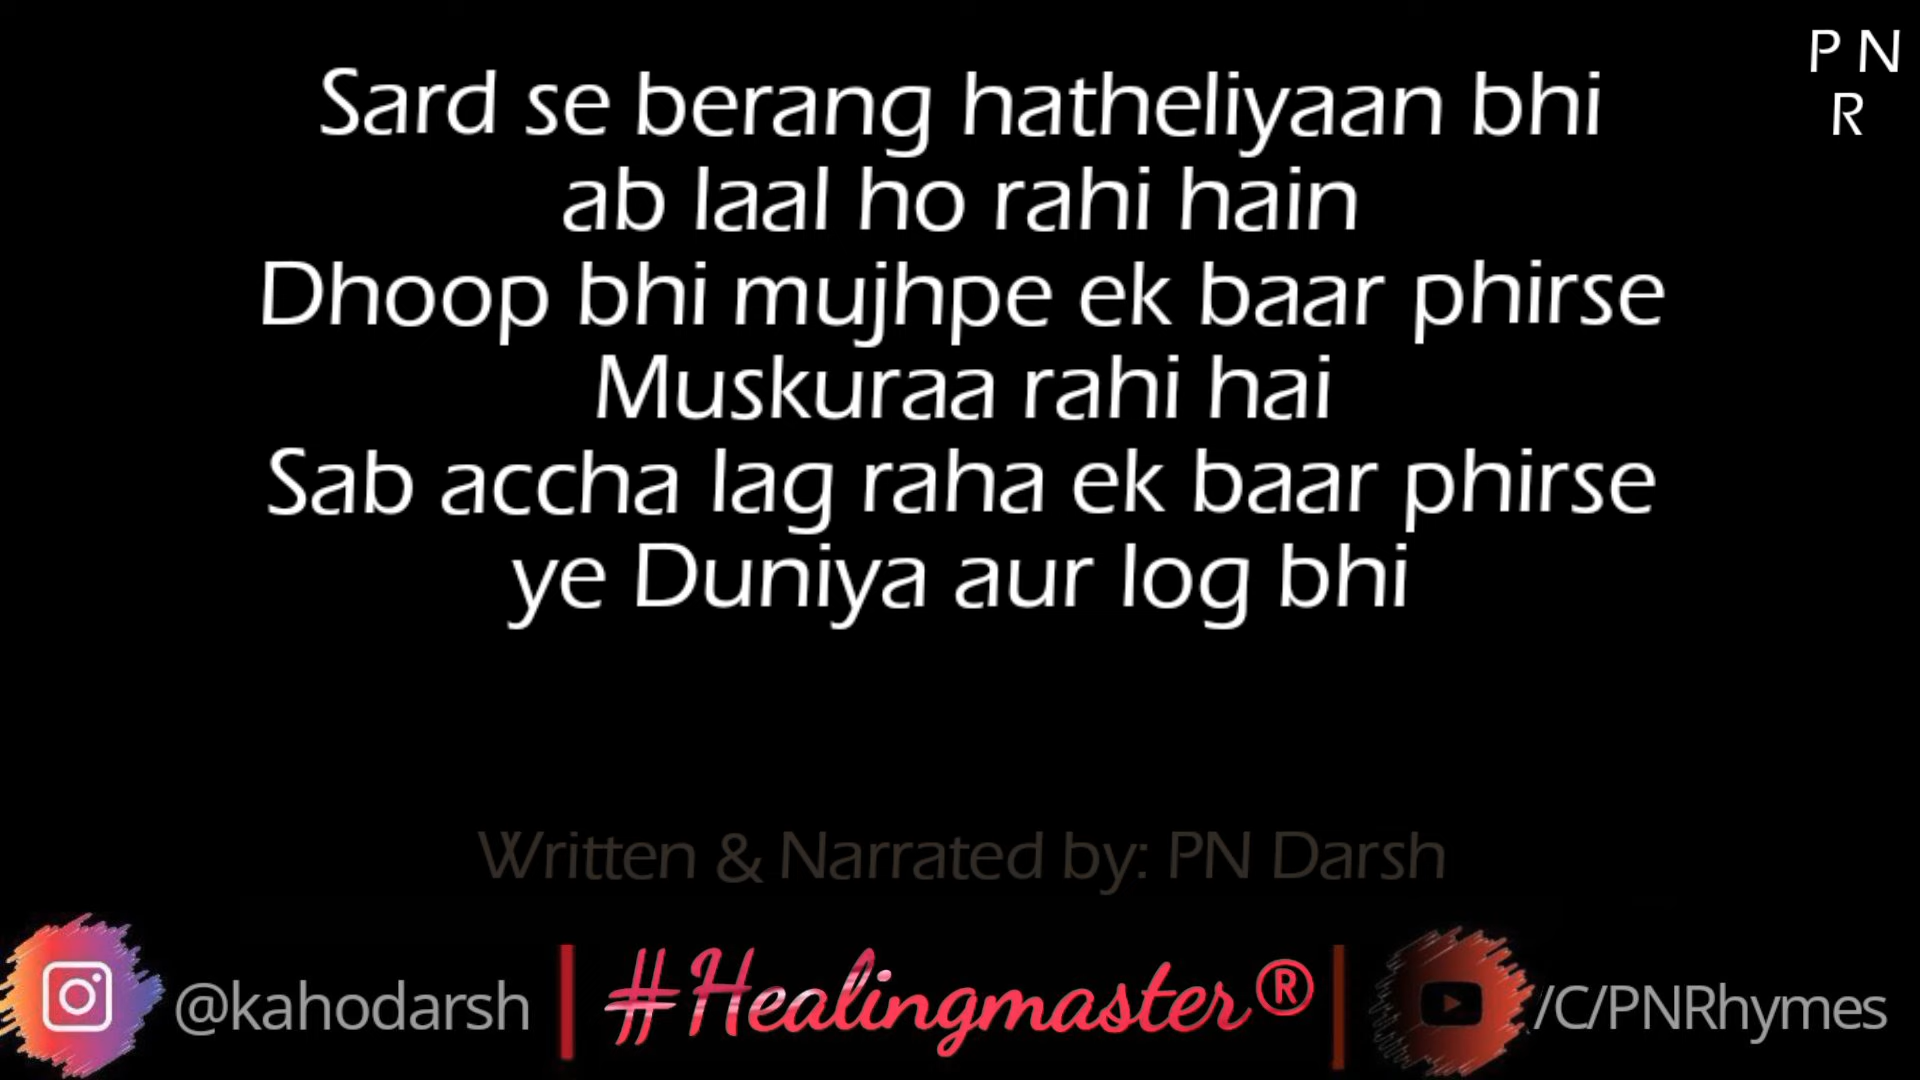 P N
R
Sard se berang hatheliyaan bhi
ab laal ho rahi hain
Dhoop bhi mujhpe ek baar phirse
Muskuraa rahi hai
Sab accha lag raha ek baar phirse
ye Duniya aur log bhi
Written & Narrated by: PN Darsh
@kahodarsh
#Healingmaster®
/C/PNRhymes